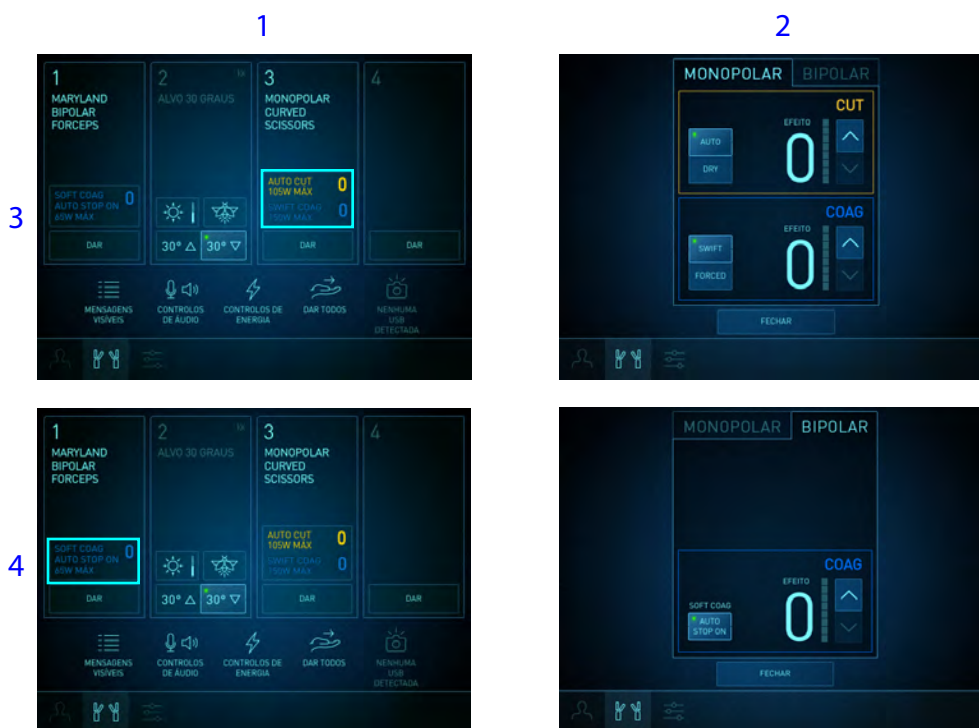 1
2
3
1
MARYLAND
BIPOLAR
FORCEPS
SOFT COAG
AUTO STOP ON
65W MÁX
0
DAR
2
ALVO 30 GRAUS
30°
30°
3
MONOPOLAR
CURVED
SCISSORS
AUTO CUT
105W MÁX
0
SWIFT COAG
150W MÁX
0
DAR
4
DAR
MENSAGENS
VISÍVEIS
CONTROLOS
DE ÁUDIO
CONTROLOS DE
ENERGIA
DAR TODOS
NENHUMA
USB
DETECTADA
MONOPOLAR
BIPOLAR
CUT
EFEITO
AUTO
DRY
0
COAG
EFEITO
SWIFT
FORCED
0
FECHAR
4
1
MARYLAND
BIPOLAR
FORCEPS
SOFT COAG
AUTO STOP ON
65W MÁX
0
DAR
2
ALVO 30 GRAUS
30°
30°
3
MONOPOLAR
CURVED
SCISSORS
AUTO CUT
105W MÁX
0
SWIFT COAG
150W MÁX
0
DAR
4
DAR
MENSAGENS
VISÍVEIS
CONTROLOS
DE ÁUDIO
CONTROLOS DE
ENERGIA
DAR TODOS
NENHUMA
USB
DETECTADA
MONOPOLAR
BIPOLAR
COAG
EFEITO
SOFT COAG
AUTO
STOP ON
0
FECHAR